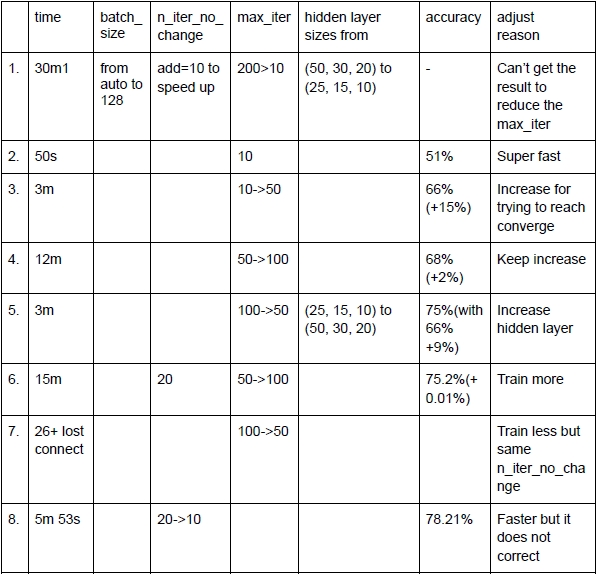 time
batch_
size
n_iter_no_
change
max_iter
hidden layer
sizes from
accuracy
adjust
reason
1.
30m1
from
auto to
128
add=10 to
speed up
200>10
(50, 30, 20) to
(25, 15, 10)
-
Can’t get the
result to
reduce the
max_iter
2.
50s
10
51%
Super fast
3.
3m
10->50
66%
(+15%)
Increase for
trying to reach
converge
4.
12m
50->100
68%
(+2%)
Keep increase
5.
3m
100->50
(25, 15, 10) to
(50, 30, 20)
75%(with
66%
+9%)
Increase
hidden layer
6.
15m
20
50->100
75.2%(+
0.01%)
Train more
7.
26+ lost
connect
100->50
Train less but
same
n_iter_no_cha
nge
8.
5m 53s
20->10
78.21%
Faster but it
does not
correct